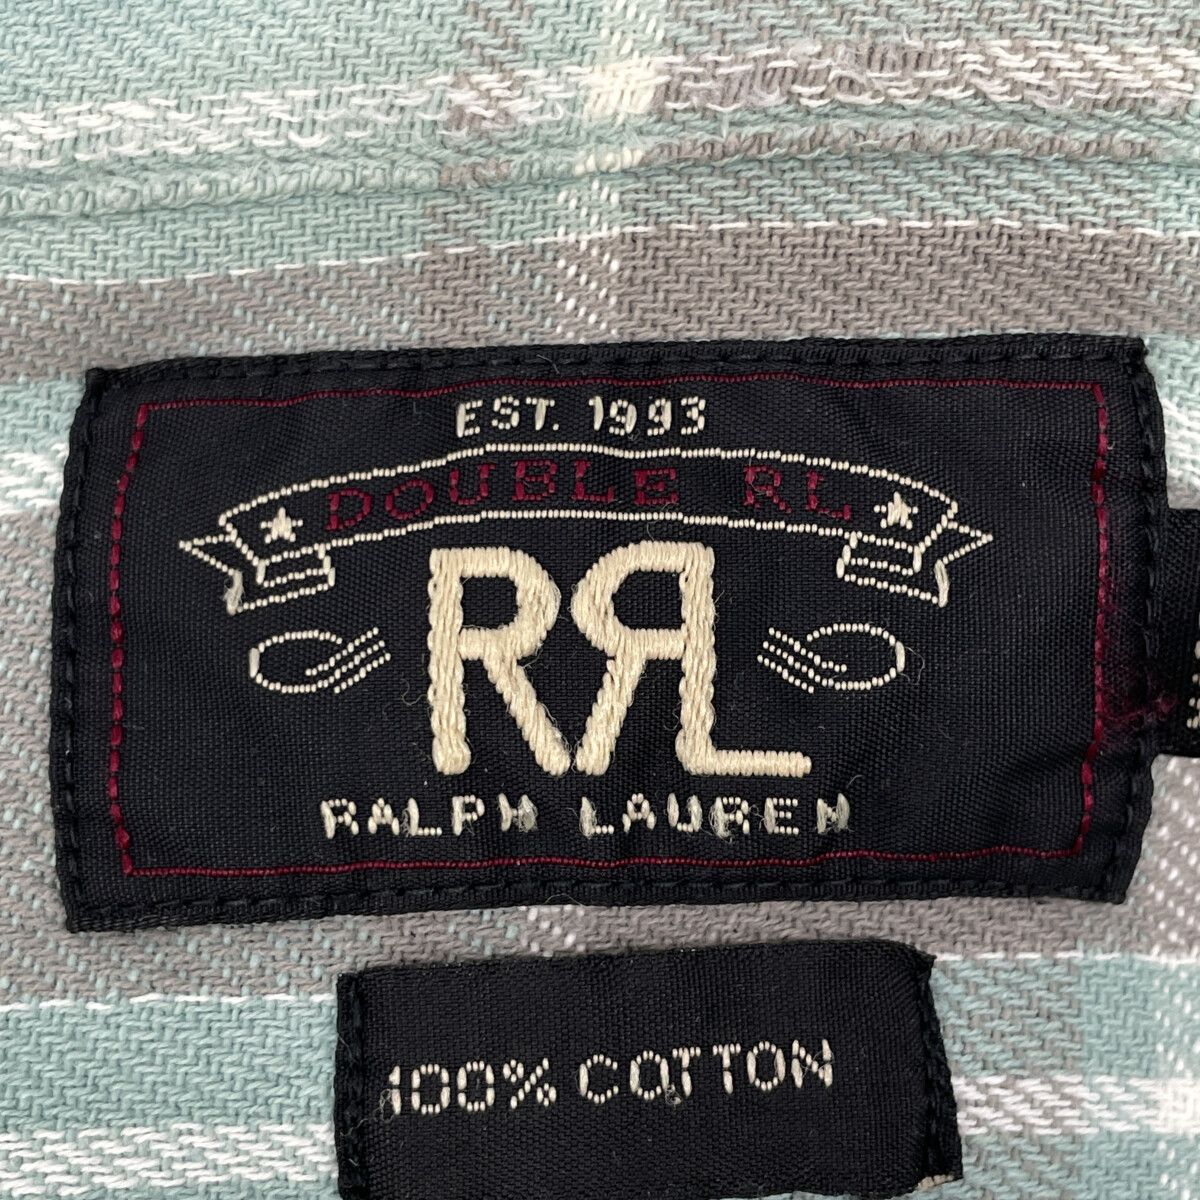 EST. 1993
DOUBLE RL
RRL
RALPH LAUREN
100% COTTON